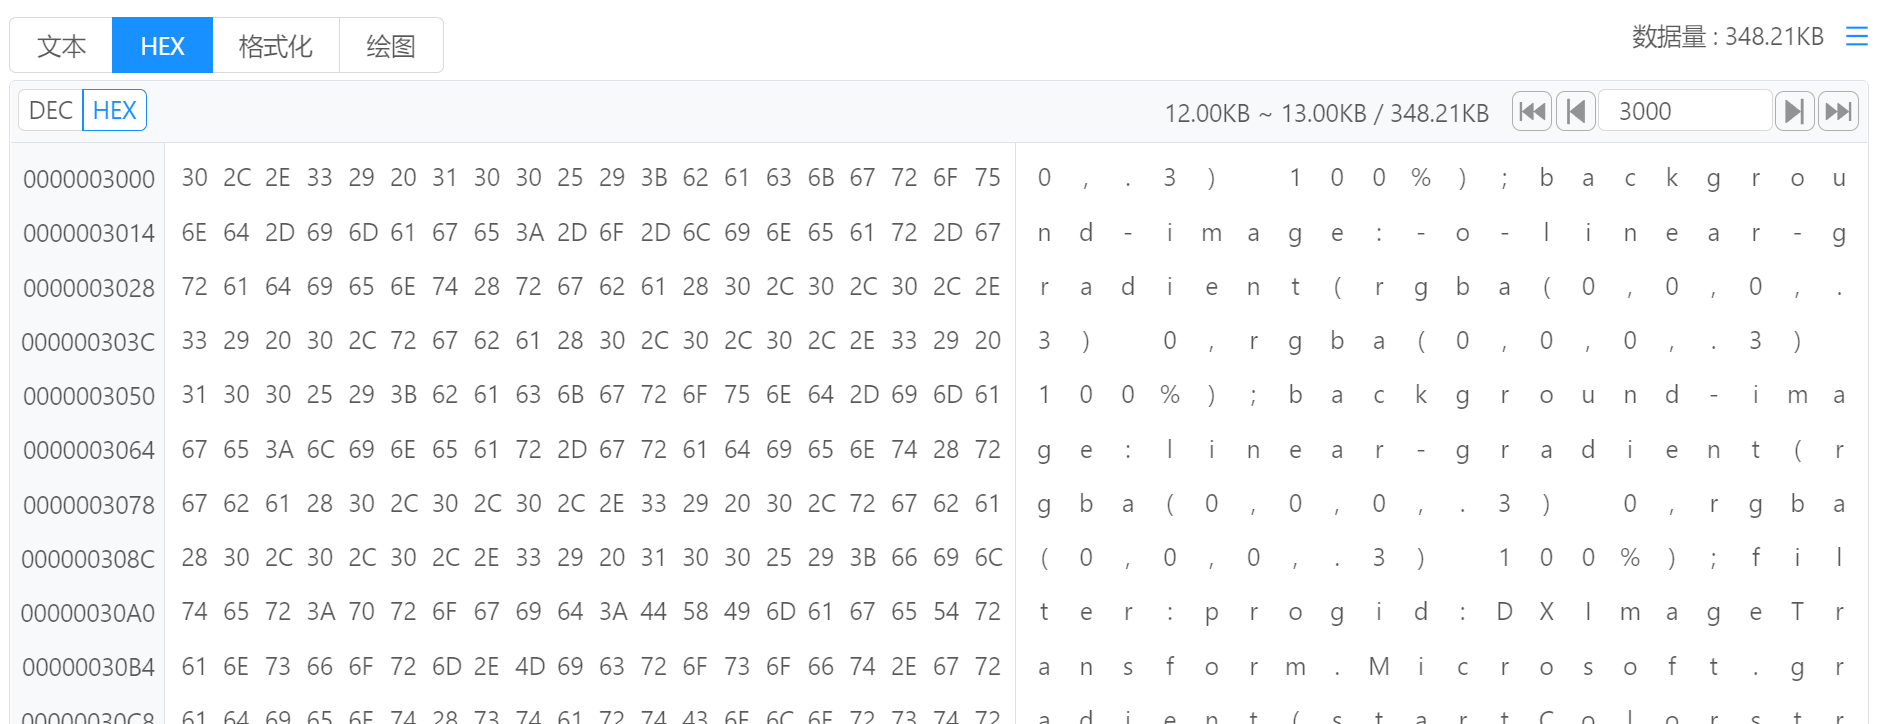 文本 HEX 格式化 绘图 数据量 : 348.21KB
DEC HEX 12.00KB ~ 13.00KB / 348.21KB 3000
0000003000 30 2C 2E 33 29 20 31 30 30 25 29 3B 62 61 63 6B 67 72 6F 75 0 , . 3 ) 1 0 0 % ) ; b a c k g r o u
0000003014 6E 64 2D 69 6D 61 67 65 3A 2D 6F 2D 6C 69 6E 65 61 72 2D 67 n d - i m a g e : - o - l i n e a r - g
0000003028 72 61 64 69 65 6E 74 28 72 67 62 61 28 30 2C 30 2C 30 2C 2E r a d i e n t ( r g b a ( 0 , 0 , 0 , .
000000303C 33 29 20 30 2C 72 67 62 61 28 30 2C 30 2C 30 2C 2E 33 29 20 3 ) 0 , r g b a ( 0 , 0 , 0 , . 3 )
0000003050 31 30 30 25 29 3B 62 61 63 6B 67 72 6F 75 6E 64 2D 69 6D 61 1 0 0 % ) ; b a c k g r o u n d - i m a
0000003064 67 65 3A 6C 69 6E 65 61 72 2D 67 72 61 64 69 65 6E 74 28 72 g e : l i n e a r - g r a d i e n t ( r
0000003078 67 62 61 28 30 2C 30 2C 30 2C 2E 33 29 20 30 2C 72 67 62 61 g b a ( 0 , 0 , 0 , . 3 ) 0 , r g b a
000000308C 28 30 2C 30 2C 30 2C 2E 33 29 20 31 30 30 25 29 3B 66 69 6C ( 0 , 0 , 0 , . 3 ) 1 0 0 % ) ; f i l
00000030A0 74 65 72 3A 70 72 6F 67 69 64 3A 44 58 49 6D 61 67 65 54 72 t e r : p r o g i d : D X I m a g e T r
00000030B4 61 6E 73 66 6F 72 6D 2E 4D 69 63 72 6F 73 6F 66 74 2E 67 72 a n s f o r m . M i c r o s o f t . g r
00000030C8 61 64 69 65 6E 74 28 73 74 61 72 74 43 6F 6C 6F 72 73 74 72 a d i e n t ( s t a r t C o l o r s t r